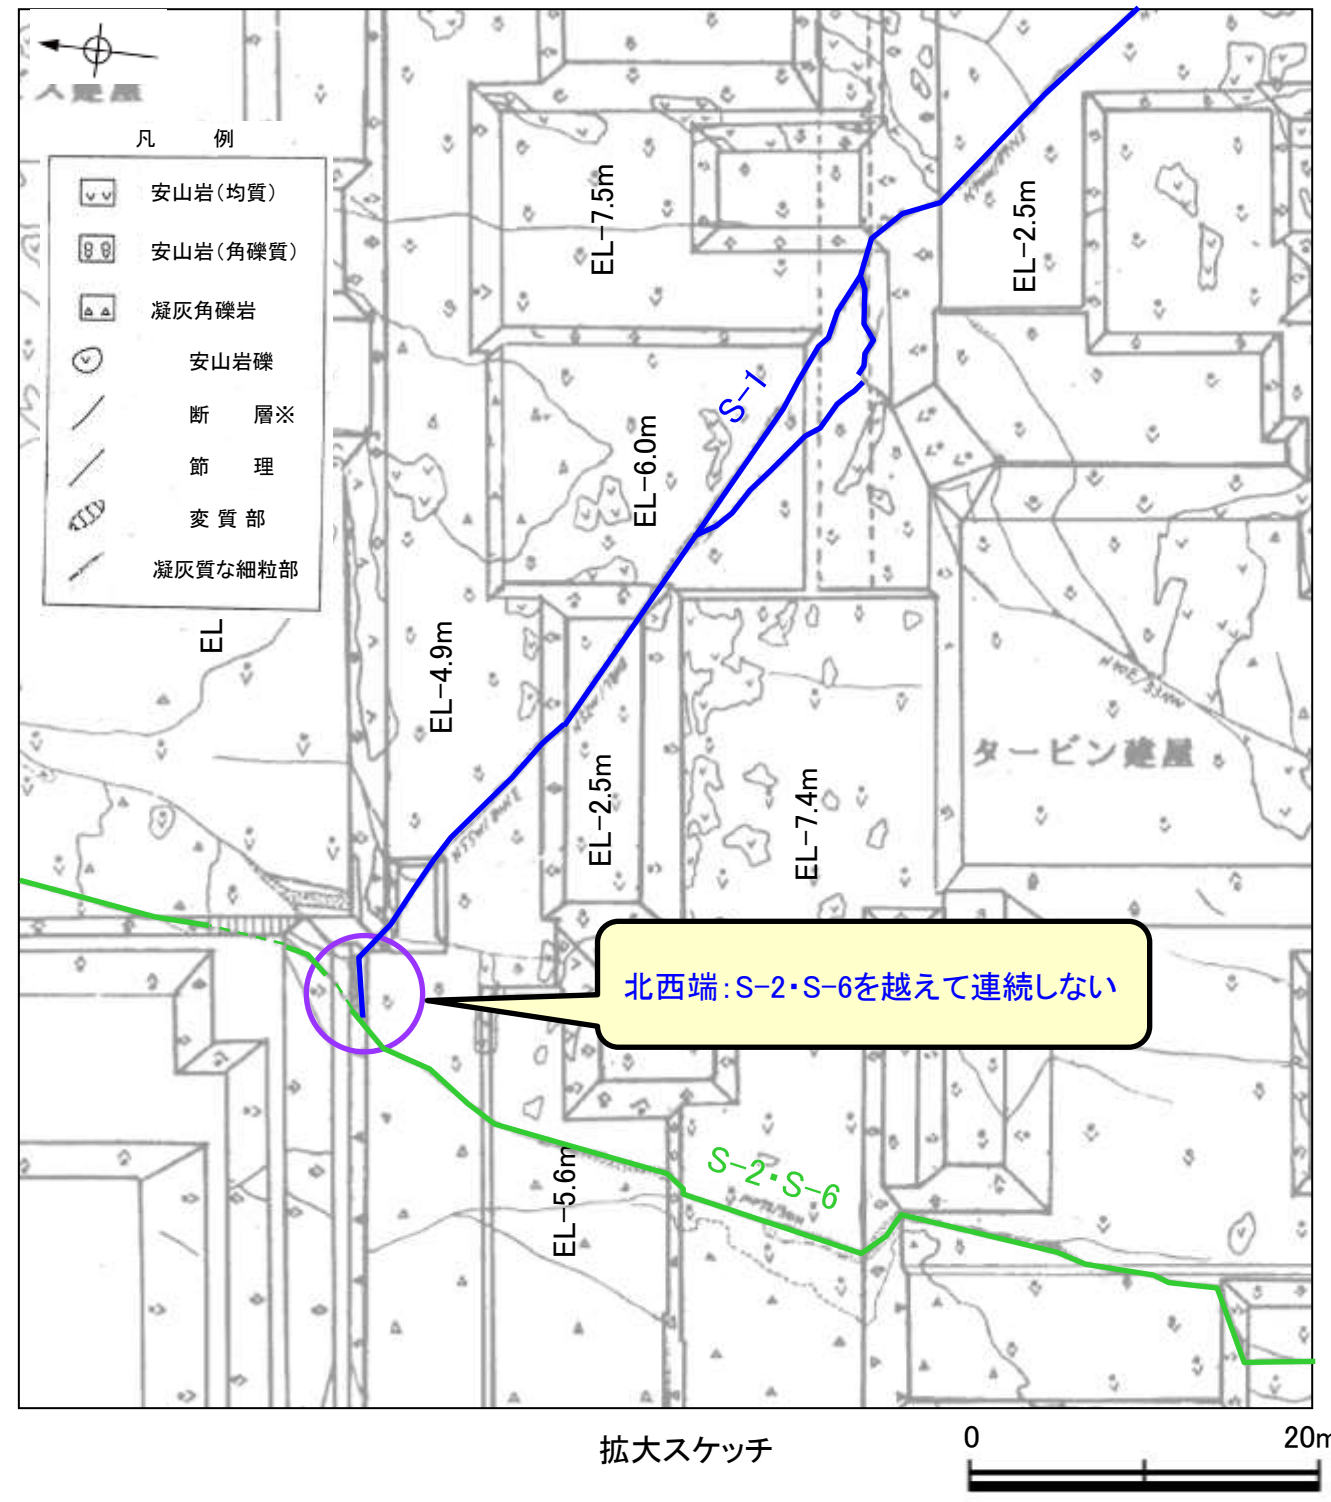 凡 例
安山岩(均質)
安山岩(角礫質)
凝灰角礫岩
安山岩礫
断 層※
節 理
変 質 部
凝灰質な細粒部
EL-7.5m
EL-2.5m
S-1
EL-6.0m
EL
EL-4.9m
EL-2.5m
EL-7.4m
タービン建屋
北西端:S-2・S-6を越えて連続しない
S-2・S-6
EL-5.6m
拡大スケッチ
0 20m